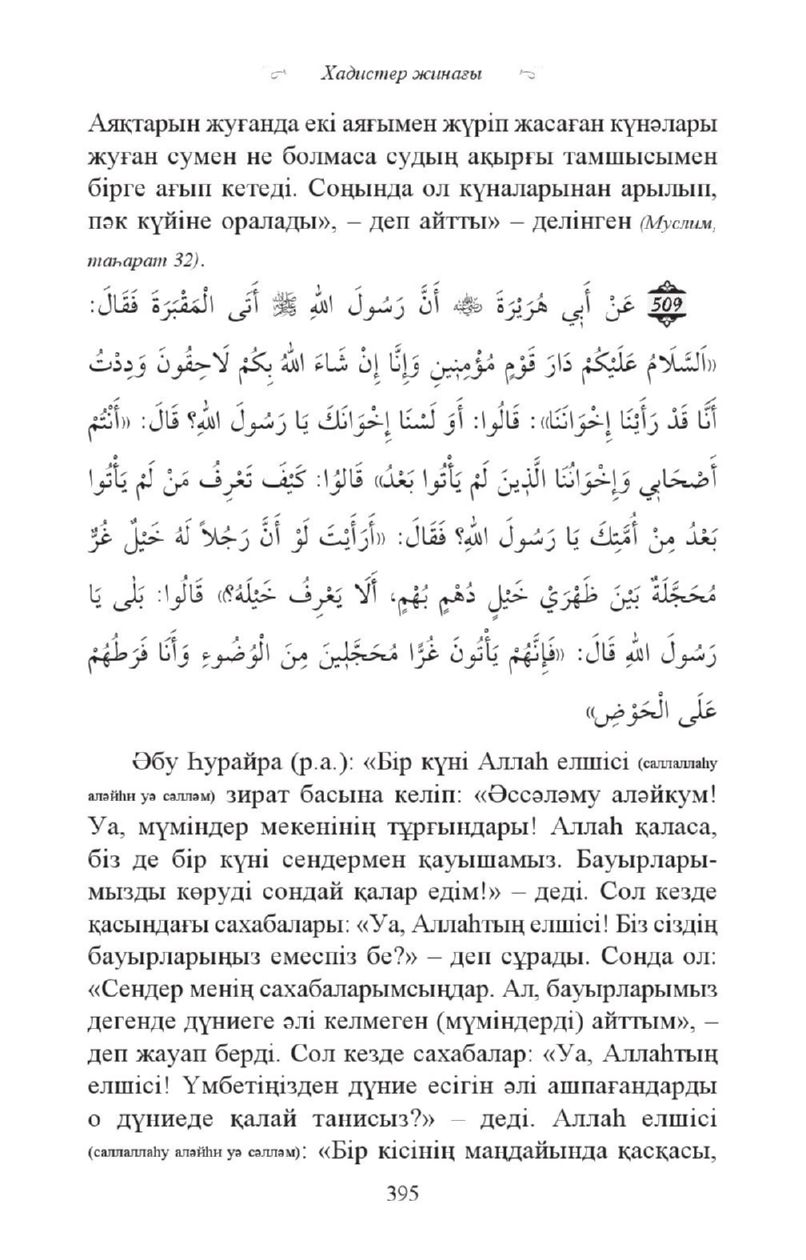 Хадистер жинағы
Аяқтарын жуғанда екі аяғымен жүріп жасаған күнәлары
жуған сумен не болмаса судың ақырғы тамшысымен
бірге ағып кетеді. Соңында ол күналарынан арылып,
пәк күйіне оралады», – деп айтты» – делінген (Муслим,
таһарат 32).
509 عَنْ أَبِي هُرَيْرَةَ ﷺ أَنَّ رَسُولَ اللهِ ﷺ أَتَى الْمَقْبَرَةَ فَقَالَ:
«اَلسَّلَامُ عَلَيْكُمْ دَارَ قَوْمٍ مُؤْمِنِينِ وَإِنَّا إِنْ شَاءَ اللهُ بِكُمْ لَاحِقُونَ وَدِدْتُ
أَنَّا قَدْ رَأَيْنَا إِخْوَانَنَا»: قَالُوا: أَوَ لَسْنَا إِخْوَانَكَ يَا رَسُولَ اللهِ؟ قَالَ: «أَنْتُمْ
أَصْحَابِي وَإِخْوَانُنَا الَّذِينَ لَمْ يَأْتُوا بَعْدُ» قَالوُا: كَيْفَ تَعْرِفُ مَنْ لَمْ يَأْتُوا
بَعْدُ مِنْ أُمَّتِكَ يَا رَسُولَ اللهِ؟ فَقَالَ: «أَرَأَيْتَ لَوْ أَنَّ رَجُلاً لَهُ خَيْلٌ غُرٌّ
مُحَجَّلَةٌ بَيْنَ ظَهْرَيْ خَيْلٍ دُهْمٍ بُهْمٍ، أَلَا يَعْرِفُ خَيْلَهُ؟» قَالُوا: بَلَى يَا
رَسُولَ اللهِ قَالَ: «فَإِنَّهُمْ يَأْتُونَ غُرًّا مُحَجَّلِينَ مِنَ الْوُضُوءِ وَأَنَا فَرَطُهُمْ
عَلَى الْحَوْضِ»
Әбу Һурайра (р.а.): «Бір күні Аллаһ елшісі (саллаллаһу
аләйһи уә сәлләм) зират басына келіп: «Әссәләму аләйкум!
Уа, мүміндер мекенінің тұрғындары! Аллаһ қаласа,
біз де бір күні сендермен қауышамыз. Бауырлары-
мызды көруді сондай қалар едім!» – деді. Сол кезде
қасындағы сахабалары: «Уа, Аллаһтың елшісі! Біз сіздің
бауырларыңыз емеспіз бе?» – деп сұрады. Сонда ол:
«Сендер менің сахабаларымсыңдар. Ал, бауырларымыз
дегенде дүниеге әлі келмеген (мүміндерді) айттым», –
деп жауап берді. Сол кезде сахабалар: «Уа, Аллаһтың
елшісі! Үмбетіңізден дүние есігін әлі ашпағандарды
о дүниеде қалай танисыз?» – деді. Аллаһ елшісі
(саллаллаһу аләйһи уә сәлләм): «Бір кісінің маңдайында қасқасы,
395